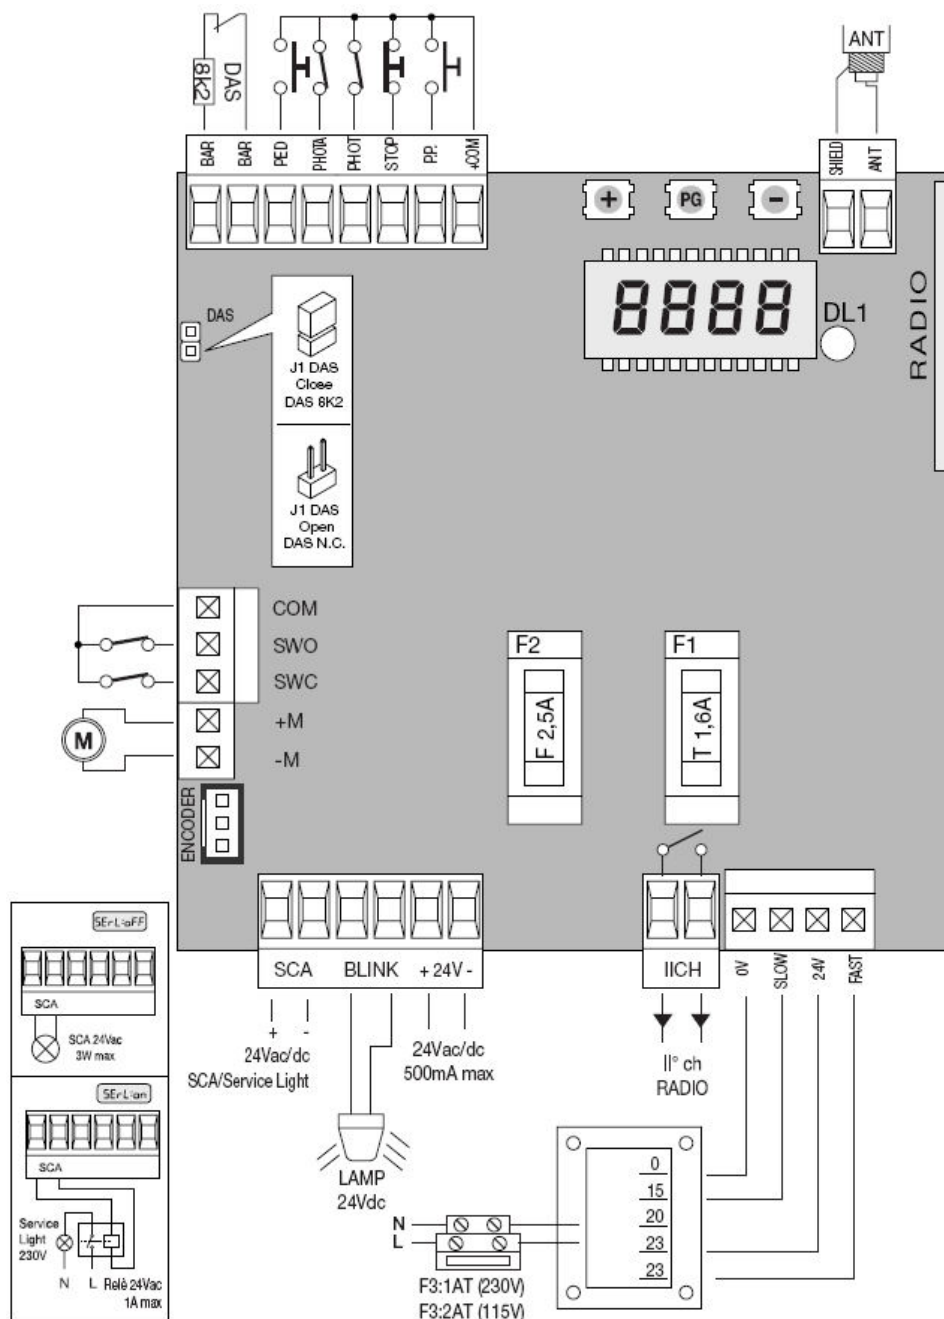 ANT
8k2
DAS
BAR
BAR
PED
PHOTA
PHOT
STOP
P.P.
+COM
SHIELD
ANT
+
PG
-
8888
DL1
RADIO
DAS
J1 DAS
Close
DAS 8K2
J1 DAS
Open
DAS N.C.
COM
SWO
SWC
+M
-M
M
ENCODER
F2
F 2,5A
F1
T 1,6A
SCA
BLINK
+ 24V -
IICH
0V
SLOW
24V
FAST
+ -
24Vac/dc
SCA/Service Light
24Vac/dc
500mA max
II° ch
RADIO
LAMP
24Vdc
SErL:oFF
SCA
SCA 24Vac
3W max
SErL:on
SCA
Service
Light
230V
N
L
Relè 24Vac
1A max
N
L
F3:1AT (230V)
F3:2AT (115V)
0
15
20
23
23